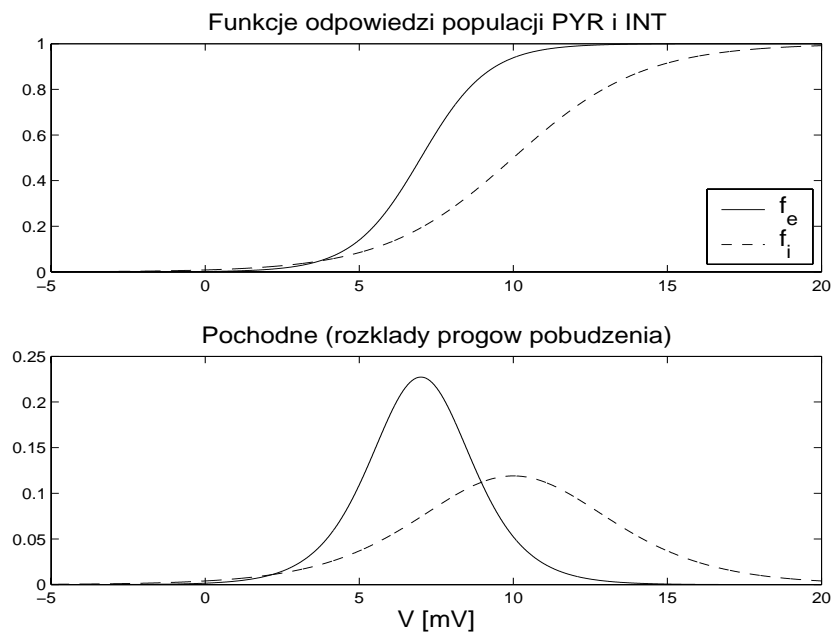 Funkcje odpowiedzi populacji PYR i INT
1
0.8
0.6
0.4
0.2
0
f_e
f_i
−5 0 5 10 15 20
Pochodne (rozklady progow pobudzenia)
0.25
0.2
0.15
0.1
0.05
0
−5 0 5 10 15 20
V [mV]